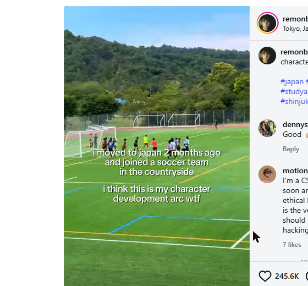 i moved to japan 2 months ago
and joined a soccer team
in the countryside
i think this is my character
development arc wtf
remonb
Tokyo, Ja
remonb
characte
#japan
#studya
#shinjuk
dennys
Good
Reply
motion
I'm a CS
soon an
ethical
is the v
should
hacking
7 likes
245.6K